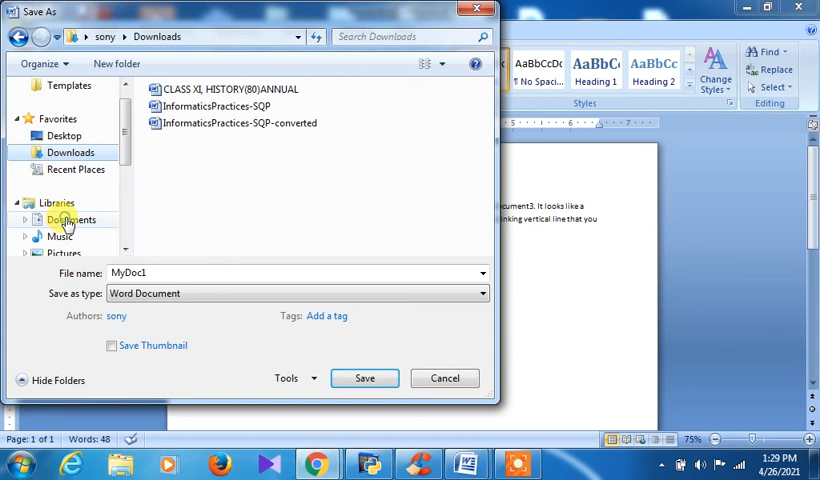 Save As
sony
Downloads
Search Downloads
Organize
New folder
Templates
Favorites
Desktop
Downloads
Recent Places
Libraries
Documents
Music
Pictures
CLASS XI, HISTORY(80)ANNUAL
InformaticsPractices-SQP
InformaticsPractices-SQP-converted
File name:
MyDoc1
Save as type:
Word Document
Authors:
sony
Tags:
Add a tag
Save Thumbnail
Hide Folders
Tools
Save
Cancel
AaBbCcDc
AaBbC
AaBbCc
¶ No Spaci...
Heading 1
Heading 2
Change
Styles
Find
Replace
Select
Editing
5
6
7
ocument3. It looks like a
inking vertical line that you
Page: 1 of 1
Words: 48
75%
1:29 PM
4/26/2021